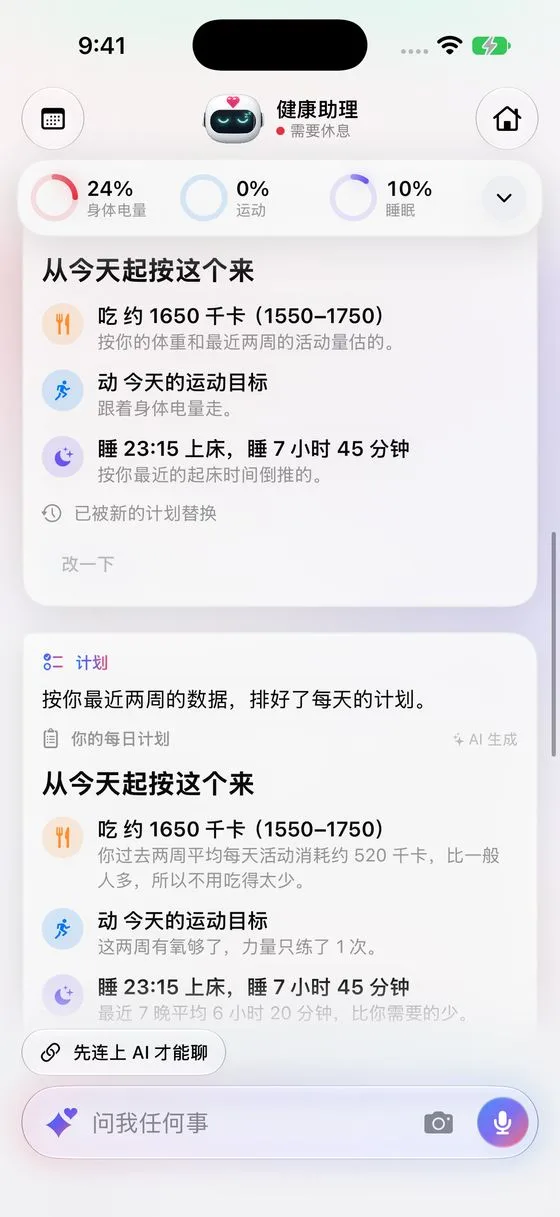 9:41
健康助理
需要休息
24%
身体电量
0%
运动
10%
睡眠
从今天起按这个来
吃 约 1650 千卡（1550–1750）
按你的体重和最近两周的活动量估的。
动 今天的运动目标
跟着身体电量走。
睡 23:15 上床，睡 7 小时 45 分钟
按你最近的起床时间倒推的。
已被新的计划替换
改一下
计划
按你最近两周的数据，排好了每天的计划。
你的每日计划
AI 生成
从今天起按这个来
吃 约 1650 千卡（1550–1750）
你过去两周平均每天活动消耗约 520 千卡，比一般
人多，所以不用吃得太少。
动 今天的运动目标
这两周有氧够了，力量只练了 1 次。
睡 23:15 上床，睡 7 小时 45 分钟
最近 7 晚平均 6 小时 20 分钟，比你需要的少。
先连上 AI 才能聊
问我任何事